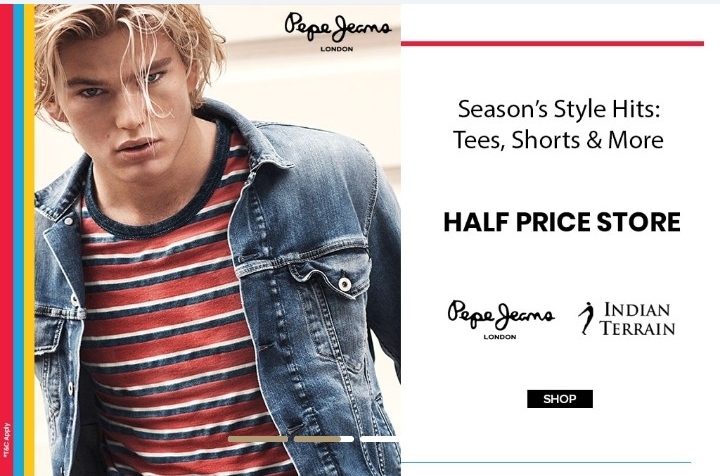 Pepe Jeans
LONDON
Season's Style Hits:
Tees, Shorts & More
HALF PRICE STORE
Pepe Jeans
LONDON
INDIAN
TERRAIN
SHOP
*T&C Apply